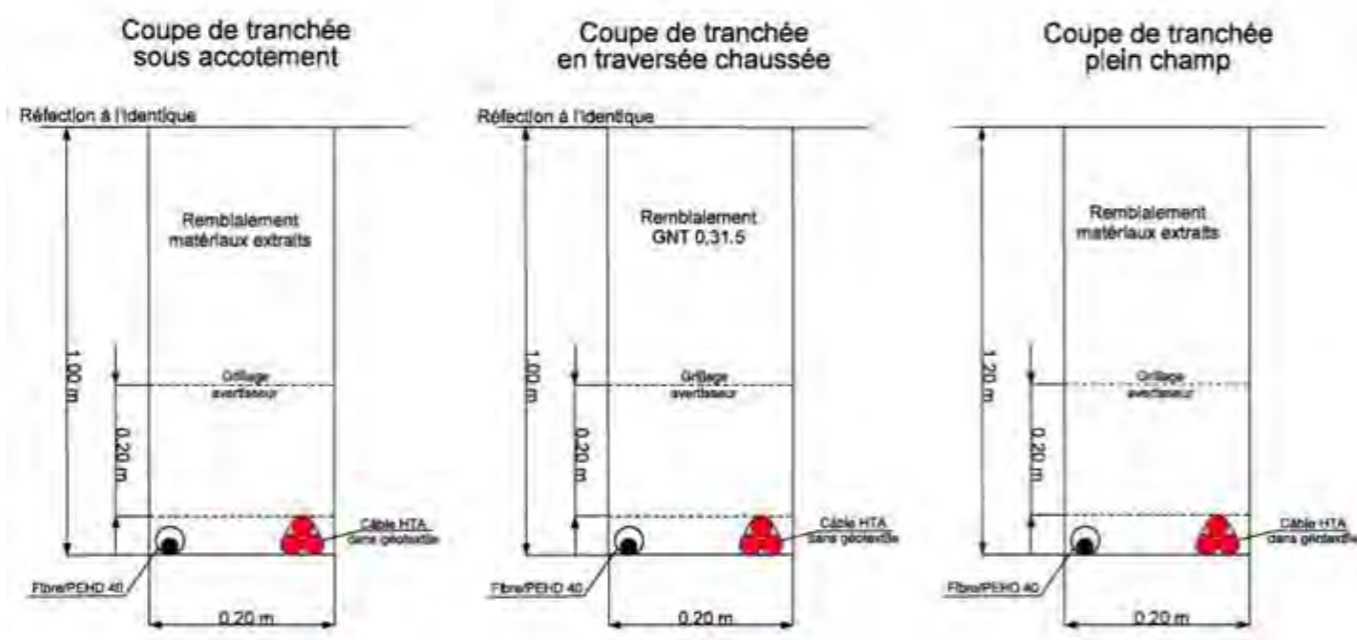 Coupe de tranchée
sous accotement
Réfection à l'identique
Remblaiement
matériaux extraits
1.00 m
Grillage
avertisseur
0.20 m
Câble HTA
dans géotextile
Fibre/PEHD 40
0.20 m
Coupe de tranchée
en traversée chaussée
Réfection à l'identique
Remblaiement
GNT 0,31.5
1.00 m
Grillage
avertisseur
0.20 m
Câble HTA
dans géotextile
Fibre/PEHD 40
0.20 m
Coupe de tranchée
plein champ
Remblaiement
matériaux extraits
1.20 m
Grillage
avertisseur
0.20 m
Câble HTA
dans géotextile
Fibre/PEHD 40
0.20 m